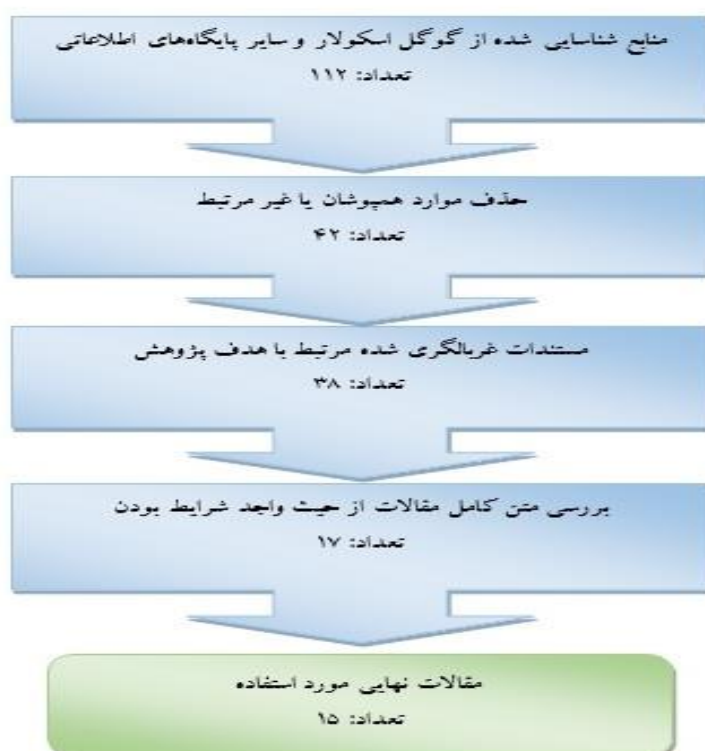 منابع شناسایی شده از گوگل اسکولار و سایر پایگاه‌های اطلاعاتی
تعداد: ۱۱۲
حذف موارد همپوشان یا غیر مرتبط
تعداد: ۴۲
مستندات غربالگری شده مرتبط با هدف پژوهش
تعداد: ۳۸
بررسی متن کامل مقالات از حیث واجد شرایط بودن
تعداد: ۱۷
مقالات نهایی مورد استفاده
تعداد: ۱۵